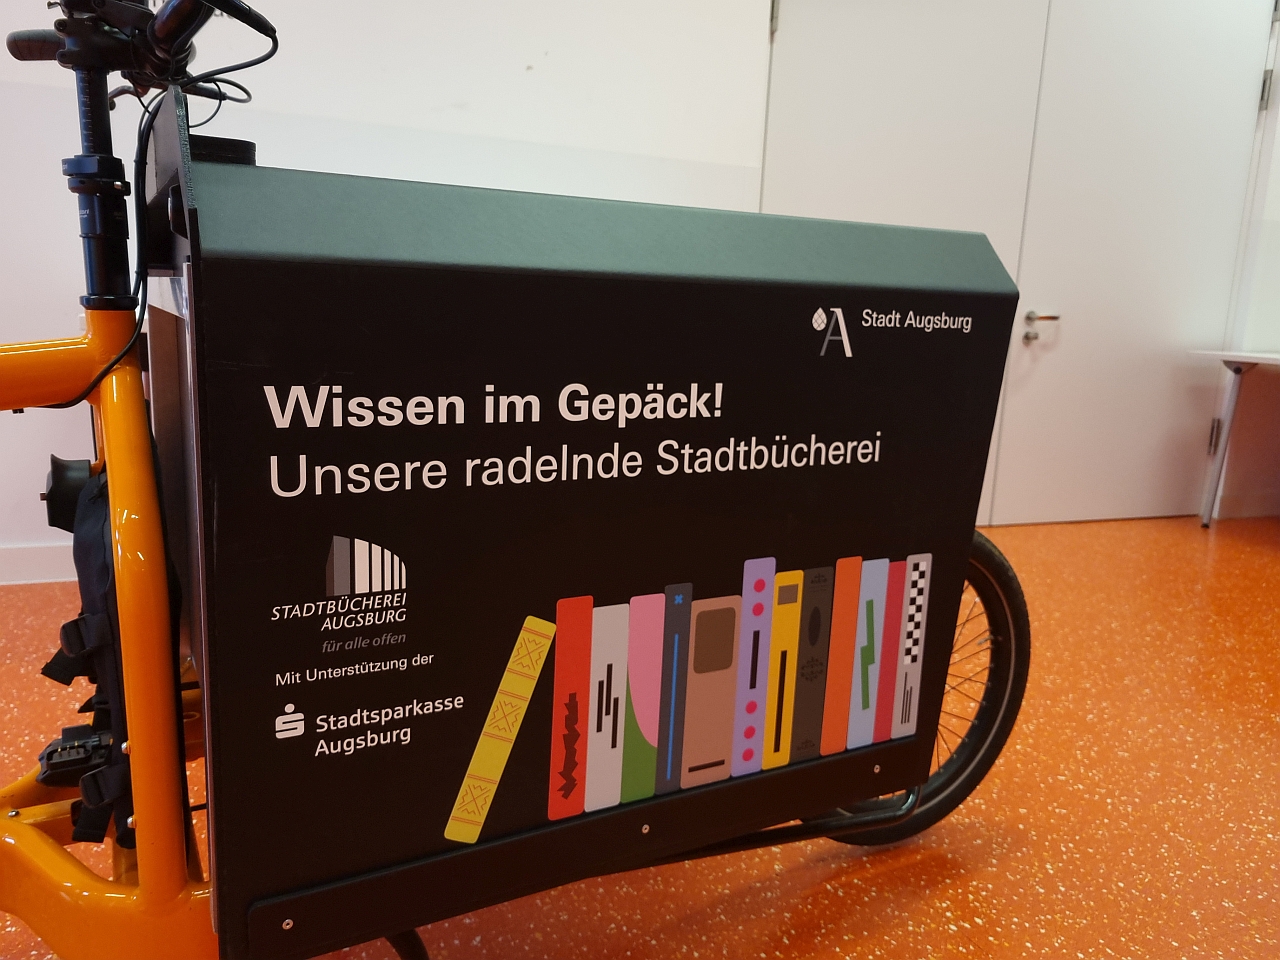 Stadt Augsburg
Wissen im Gepäck!
Unsere radelnde Stadtbücherei
STADTBÜCHEREI
AUGSBURG
für alle offen
Mit Unterstützung der
Stadtsparkasse
Augsburg